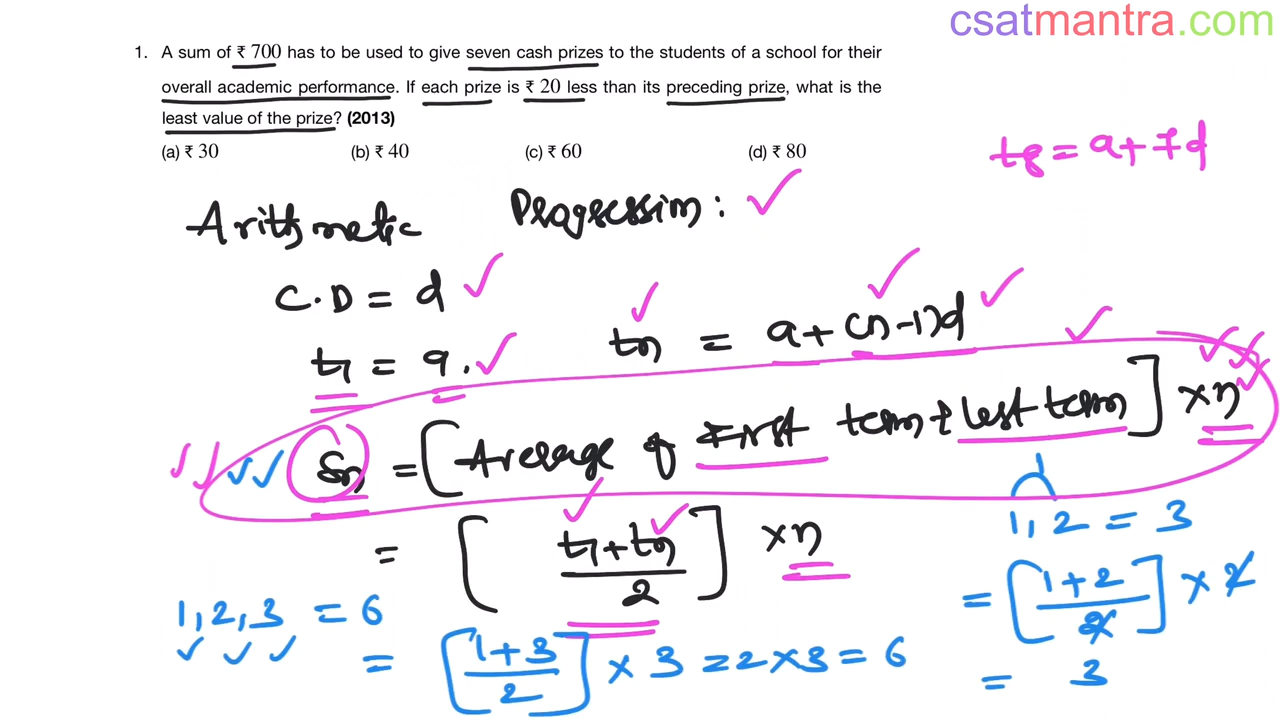 csatmantra.com
1. A sum of ₹ 700 has to be used to give seven cash prizes to the students of a school for their
overall academic performance. If each prize is ₹ 20 less than its preceding prize, what is the
least value of the prize? (2013)
(a) ₹ 30 (b) ₹ 40 (c) ₹ 60 (d) ₹ 80
t8 = a + 7d
Arithmetic Progression :
C.D = d
tn = a + (n-1)d
t1 = a.
Sn = [Average of First term & last term] × n
1, 2 = 3
= [t1 + tn / 2] × n
= [1 + 2 / 2] × 2
1, 2, 3 = 6
= [1 + 3 / 2] × 3 = 2 × 3 = 6
= 3